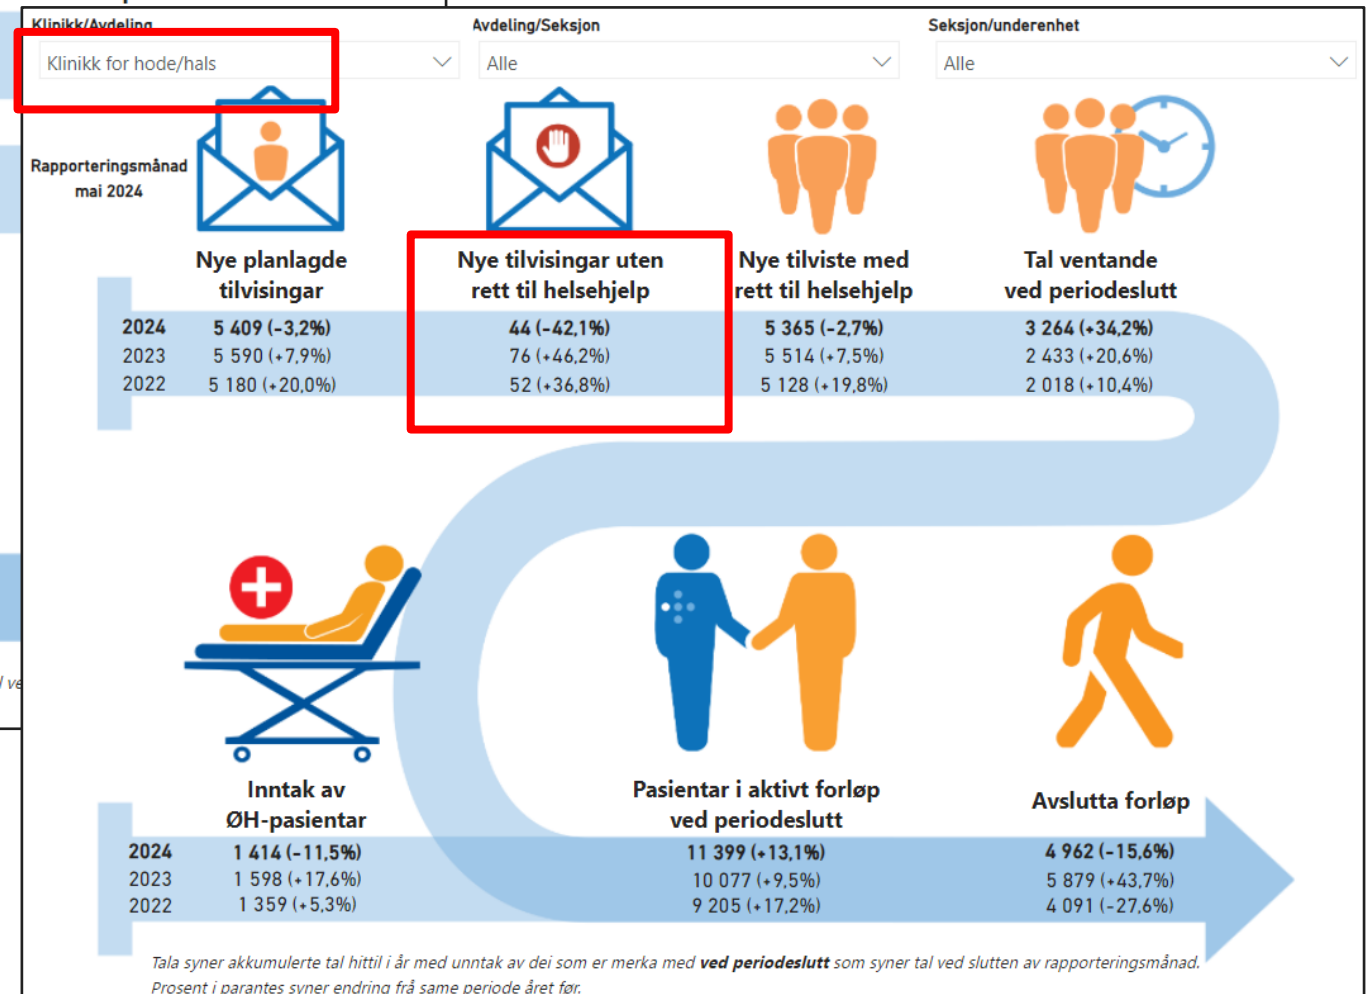 Klinikk/Avdeling
Avdeling/Seksjon
Seksjon/underenhet
Klinikk for hode/hals
Alle
Alle
Rapporteringsmånad
mai 2024
Nye planlagde
tilvisingar
Nye tilvisingar uten
rett til helsehjelp
Nye tilviste med
rett til helsehjelp
Tal ventande
ved periodeslutt
2024 5 409 (-3,2%) 44 (-42,1%) 5 365 (-2,7%) 3 264 (+34,2%)
2023 5 590 (+7,9%) 76 (+46,2%) 5 514 (+7,5%) 2 433 (+20,6%)
2022 5 180 (+20,0%) 52 (+36,8%) 5 128 (+19,8%) 2 018 (+10,4%)
Inntak av
ØH-pasientar
Pasientar i aktivt forløp
ved periodeslutt
Avslutta forløp
2024 1 414 (-11,5%) 11 399 (+13,1%) 4 962 (-15,6%)
2023 1 598 (+17,6%) 10 077 (+9,5%) 5 879 (+43,7%)
2022 1 359 (+5,3%) 9 205 (+17,2%) 4 091 (-27,6%)
Tala syner akkumulerte tal hittil i år med unntak av dei som er merka med ved periodeslutt som syner tal ved slutten av rapporteringsmånad.
Prosent i parantes syner endring frå same periode året før.